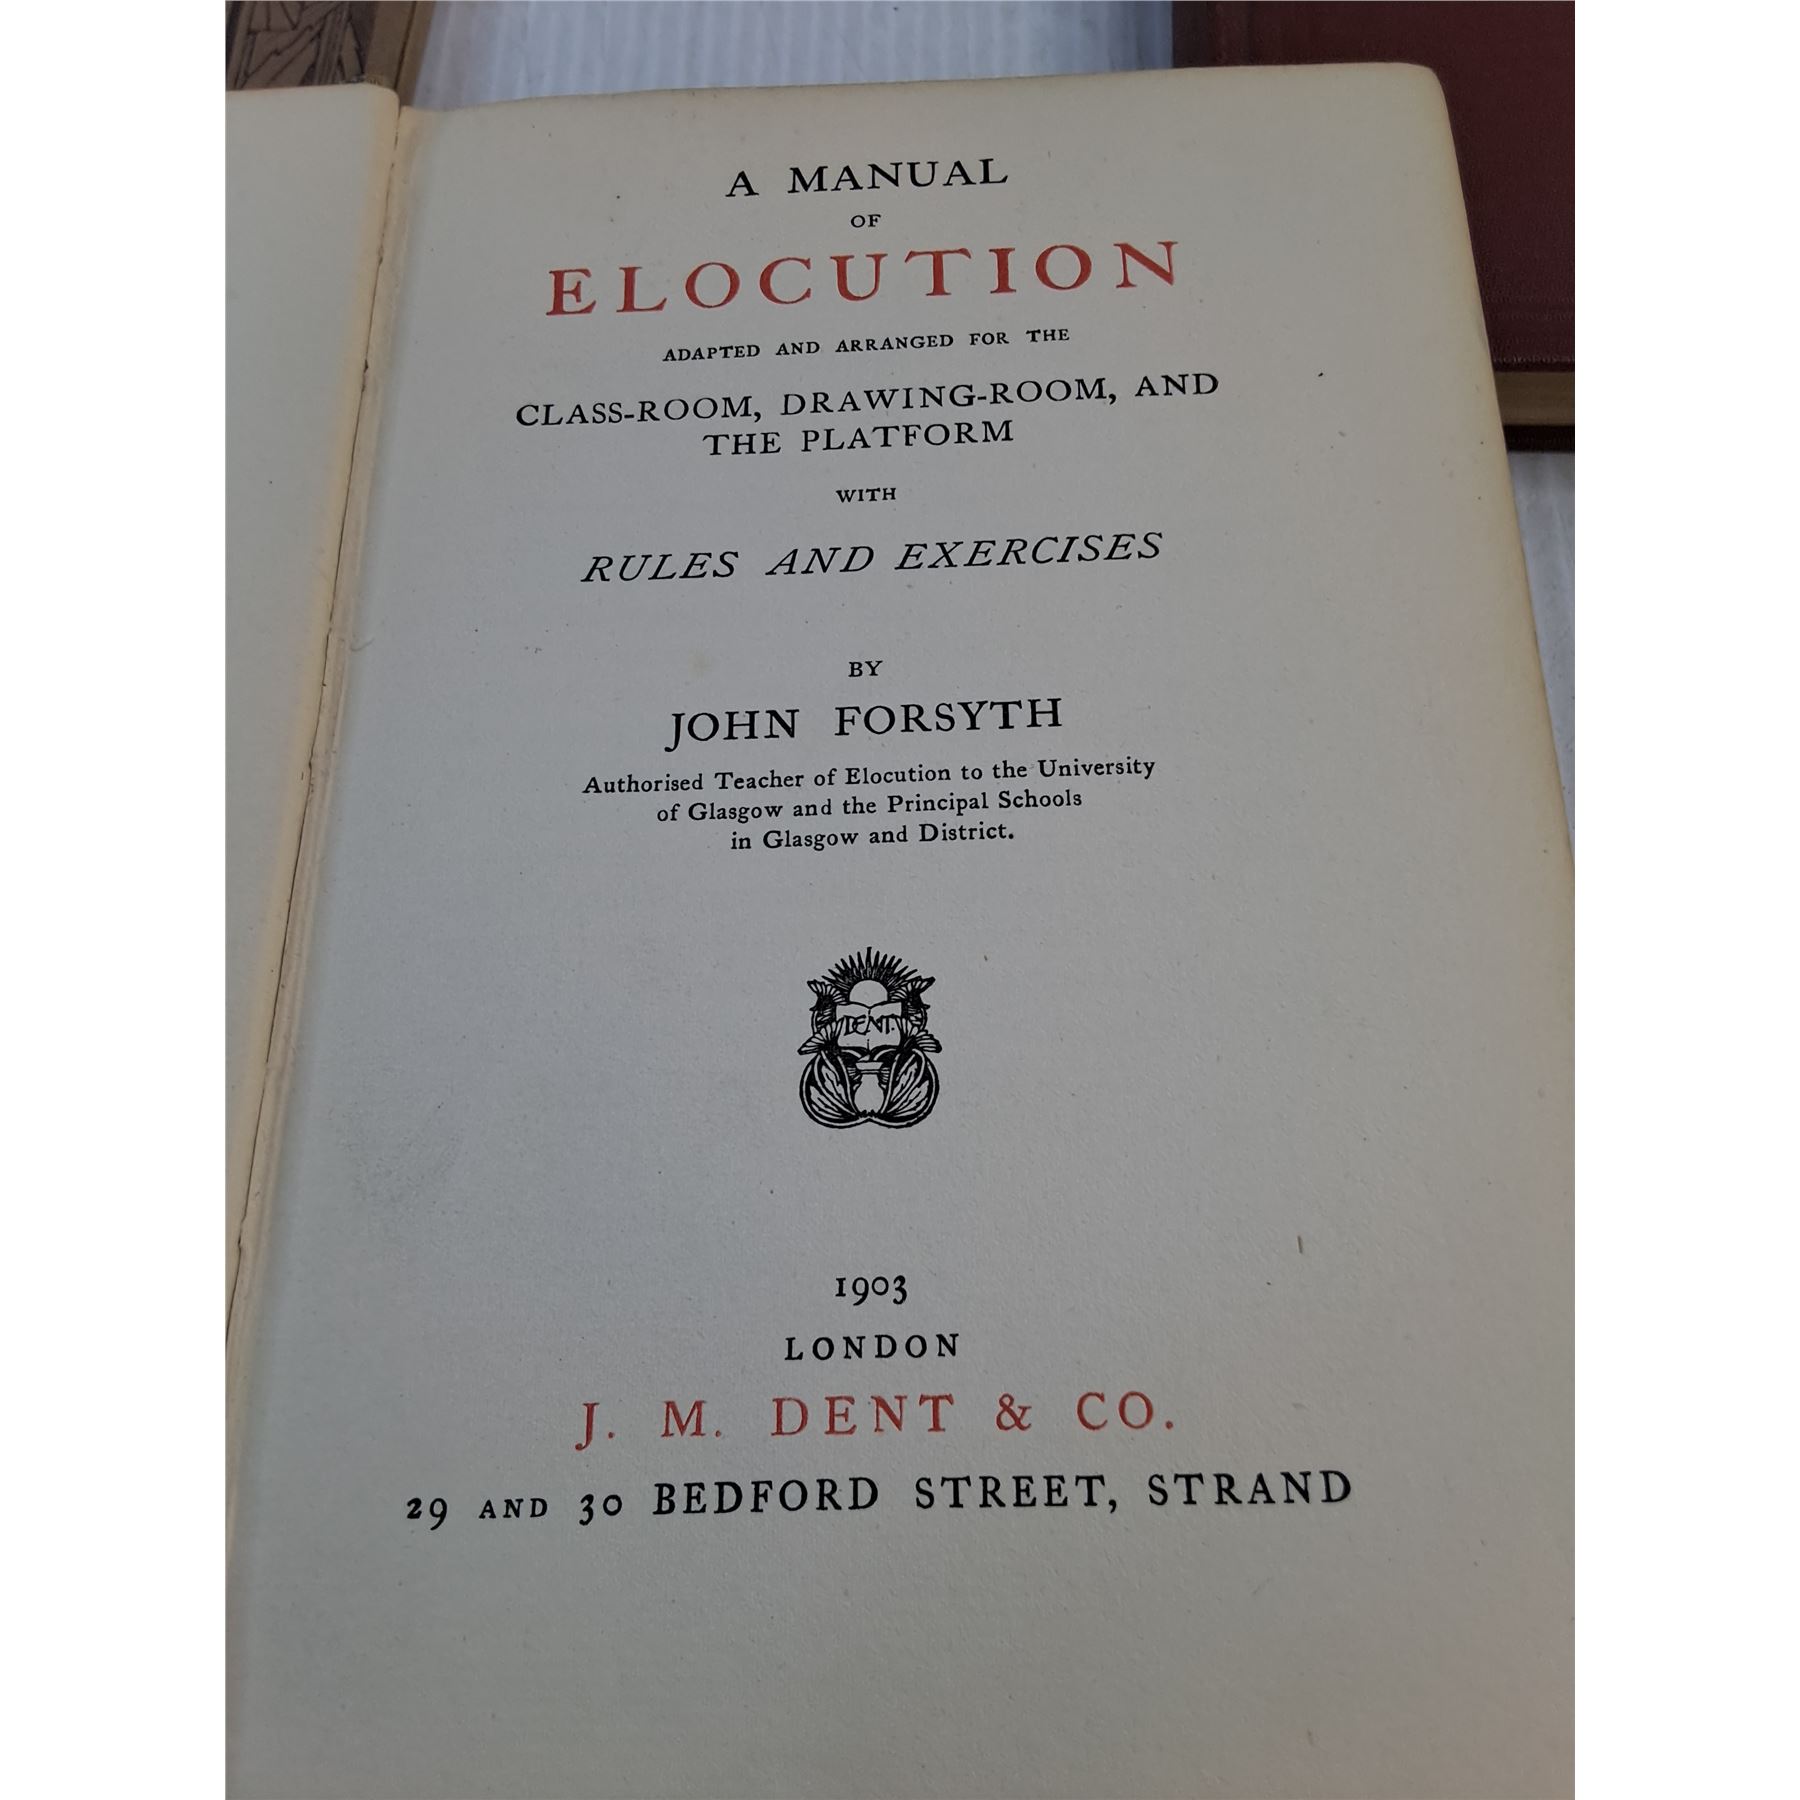 A MANUAL
OF
ELOCUTION
ADAPTED AND ARRANGED FOR THE
CLASS-ROOM, DRAWING-ROOM, AND
THE PLATFORM
WITH
RULES AND EXERCISES
BY
JOHN FORSYTH
Authorised Teacher of Elocution to the University
of Glasgow and the Principal Schools
in Glasgow and District.
DENT.
1903
LONDON
J. M. DENT & CO.
29 AND 30 BEDFORD STREET, STRAND